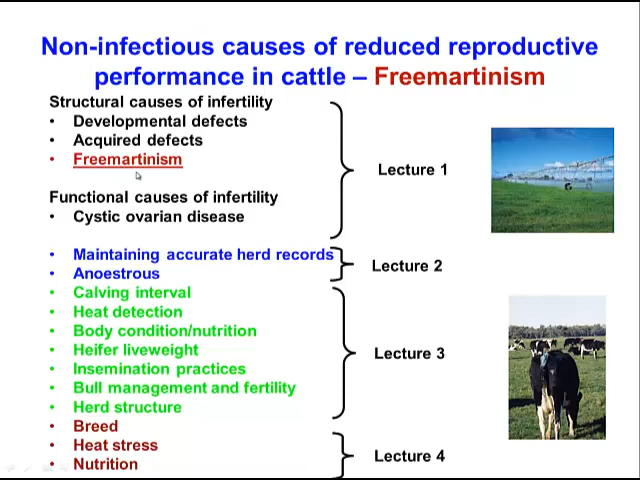 Non-infectious causes of reduced reproductive
performance in cattle – Freemartinism
Structural causes of infertility
• Developmental defects
• Acquired defects
• Freemartinism
Lecture 1
Functional causes of infertility
• Cystic ovarian disease
• Maintaining accurate herd records
• Anoestrous
Lecture 2
• Calving interval
• Heat detection
• Body condition/nutrition
• Heifer liveweight
• Insemination practices
• Bull management and fertility
• Herd structure
Lecture 3
• Breed
• Heat stress
• Nutrition
Lecture 4